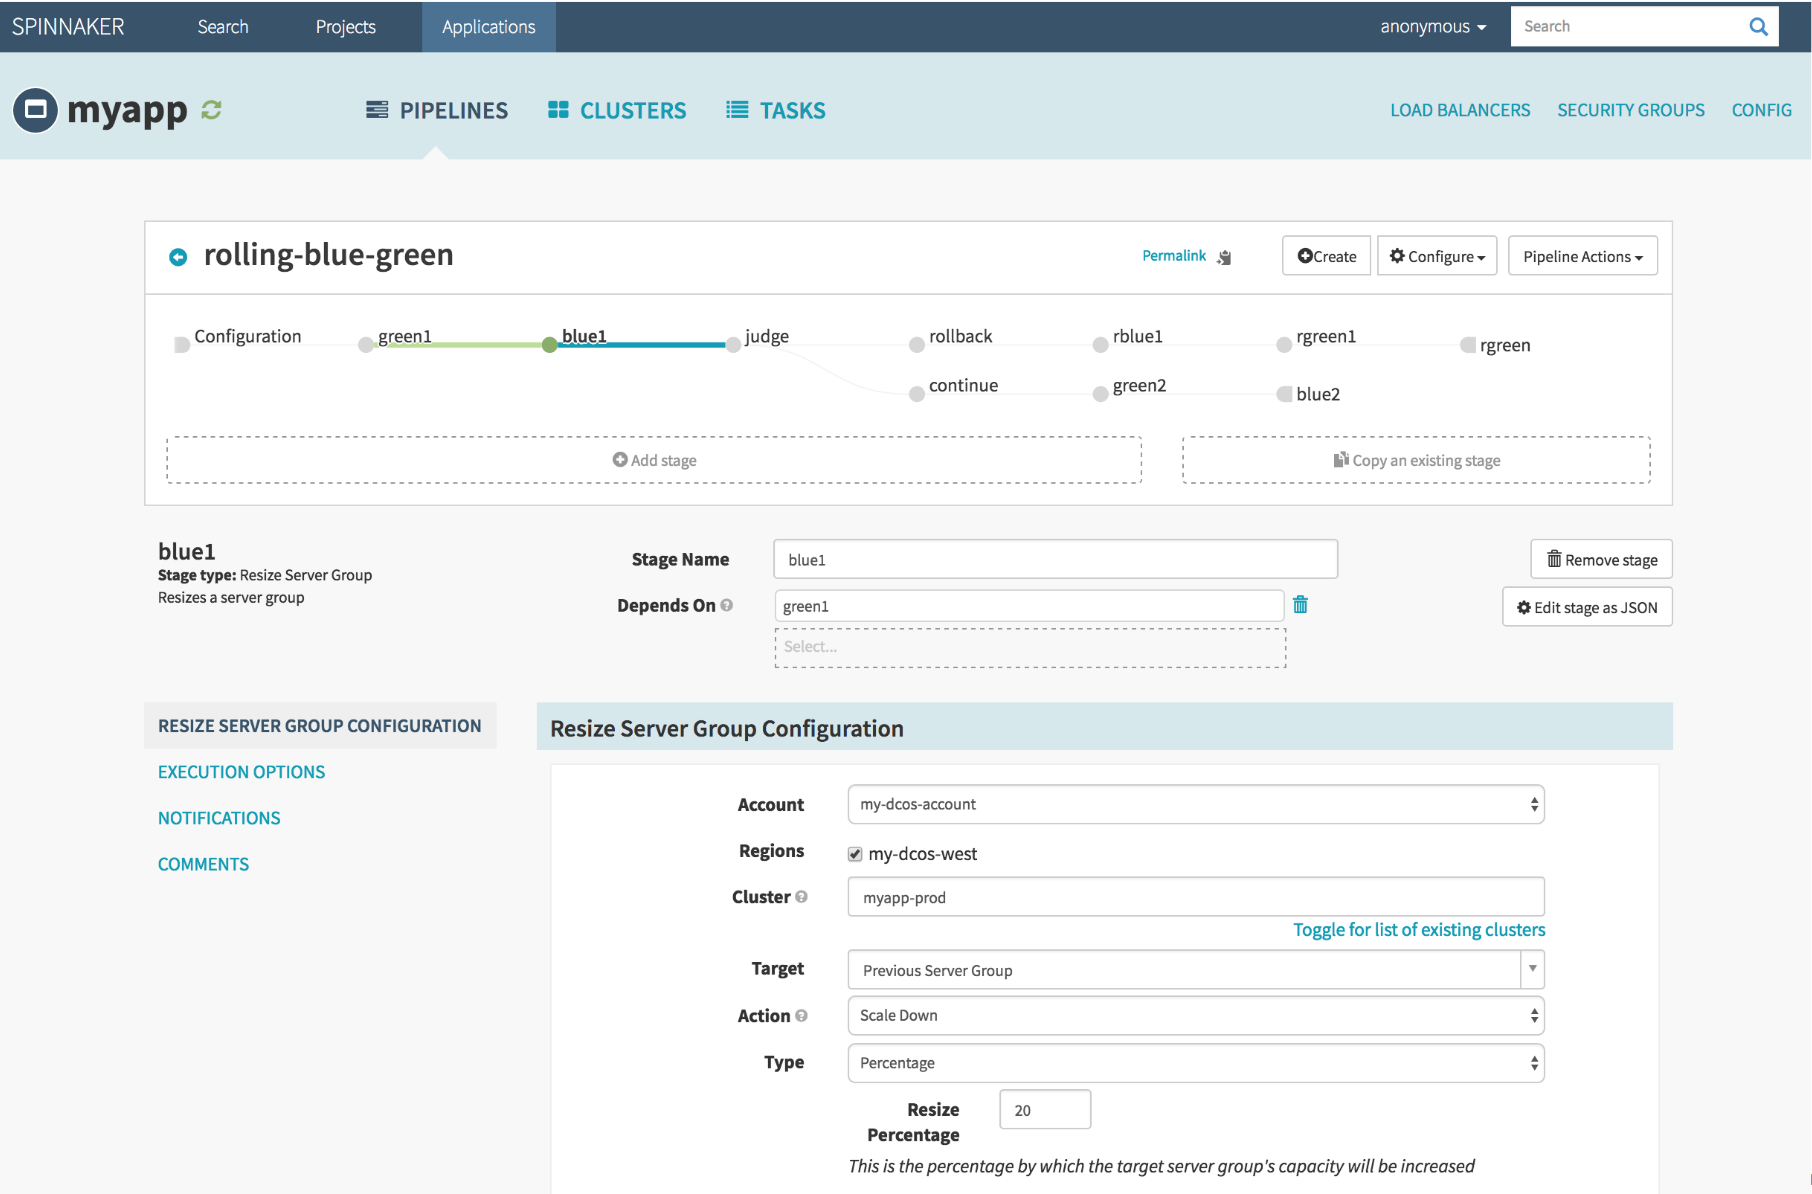 SPINNAKER Search Projects Applications anonymous Search
myapp PIPELINES CLUSTERS TASKS LOAD BALANCERS SECURITY GROUPS CONFIG
rolling-blue-green Permalink Create Configure Pipeline Actions
Configuration green1 blue1 judge rollback rblue1 rgreen1 rgreen
continue green2 blue2
Add stage Copy an existing stage
blue1
Stage type: Resize Server Group
Resizes a server group
Stage Name blue1 Remove stage
Depends On green1 Edit stage as JSON
Select...
RESIZE SERVER GROUP CONFIGURATION
EXECUTION OPTIONS
NOTIFICATIONS
COMMENTS
Resize Server Group Configuration
Account my-dcos-account
Regions my-dcos-west
Cluster myapp-prod
Toggle for list of existing clusters
Target Previous Server Group
Action Scale Down
Type Percentage
Resize Percentage 20
This is the percentage by which the target server group's capacity will be increased